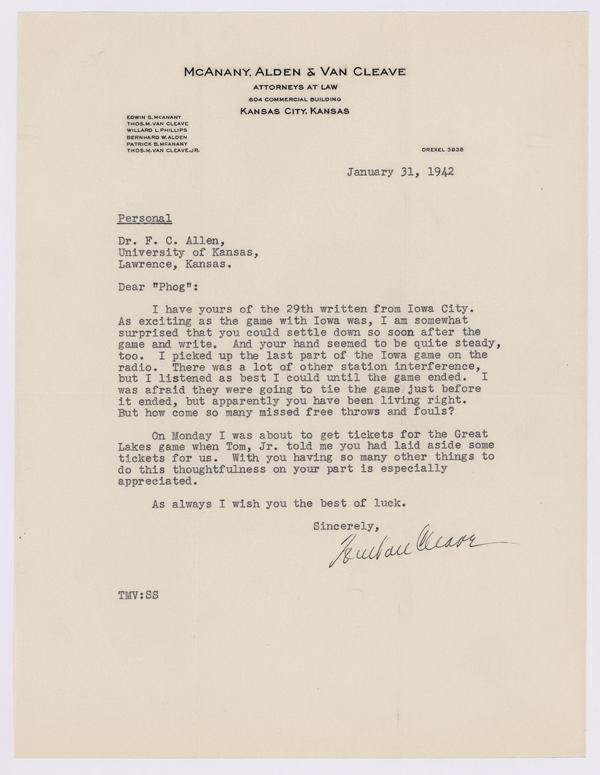 McANANY, ALDEN & VAN CLEAVE
ATTORNEYS AT LAW
604 COMMERCIAL BUILDING
KANSAS CITY, KANSAS
EDWIN S. McANANY
THOS. M. VAN CLEAVE
WILLARD L. PHILLIPS
BERNHARD W. ALDEN
PATRICK B. McANANY
THOS. M. VAN CLEAVE, JR.
DREXEL 3838
January 31, 1942
Personal
Dr. F. C. Allen,
University of Kansas,
Lawrence, Kansas.
Dear "Phog":
I have yours of the 29th written from Iowa City.
As exciting as the game with Iowa was, I am somewhat
surprised that you could settle down so soon after the
game and write. And your hand seemed to be quite steady,
too. I picked up the last part of the Iowa game on the
radio. There was a lot of other station interference,
but I listened as best I could until the game ended. I
was afraid they were going to tie the game just before
it ended, but apparently you have been living right.
But how come so many missed free throws and fouls?
On Monday I was about to get tickets for the Great
Lakes game when Tom, Jr. told me you had laid aside some
tickets for us. With you having so many other things to
do this thoughtfulness on your part is especially
appreciated.
As always I wish you the best of luck.
Sincerely,
Tom Van Cleave
TMV:SS